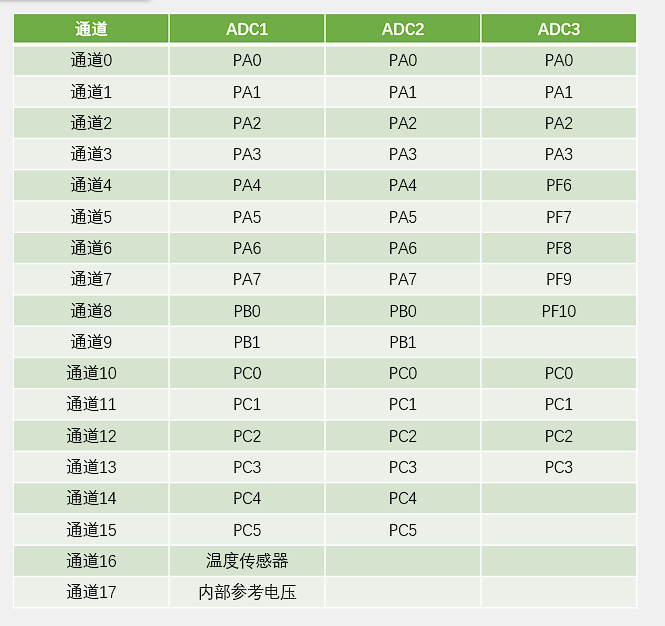 通道 ADC1 ADC2 ADC3
通道0 PA0 PA0 PA0
通道1 PA1 PA1 PA1
通道2 PA2 PA2 PA2
通道3 PA3 PA3 PA3
通道4 PA4 PA4 PF6
通道5 PA5 PA5 PF7
通道6 PA6 PA6 PF8
通道7 PA7 PA7 PF9
通道8 PB0 PB0 PF10
通道9 PB1 PB1
通道10 PC0 PC0 PC0
通道11 PC1 PC1 PC1
通道12 PC2 PC2 PC2
通道13 PC3 PC3 PC3
通道14 PC4 PC4
通道15 PC5 PC5
通道16 温度传感器
通道17 内部参考电压